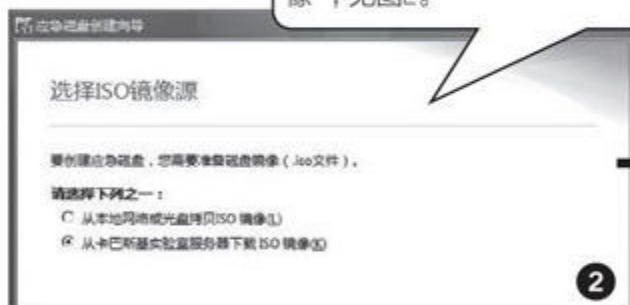 像"，见图2。
应急磁盘创建向导
选择ISO镜像源
要创建应急磁盘，您需要准备磁盘镜像（.iso文件）。
请选择下列之一：
从本地网络或光盘拷贝ISO 镜像(L)
从卡巴斯基实验室服务器下载 ISO 镜像(K)
2